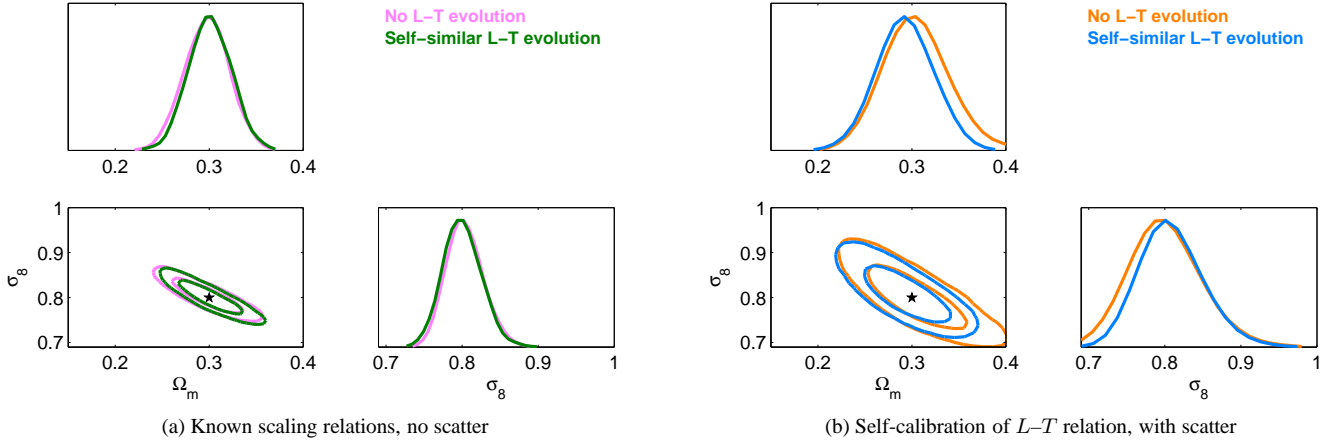 No L−T evolution
Self−similar L−T evolution
0.2 0.3 0.4
1
0.9
0.8
0.7
σ8
0.2 0.3 0.4
Ωm
0.7 0.8 0.9 1
σ8
(a) Known scaling relations, no scatter
No L−T evolution
Self−similar L−T evolution
0.2 0.3 0.4
1
0.9
0.8
0.7
σ8
0.2 0.3 0.4
Ωm
0.7 0.8 0.9 1
σ8
(b) Self-calibration of L–T relation, with scatter